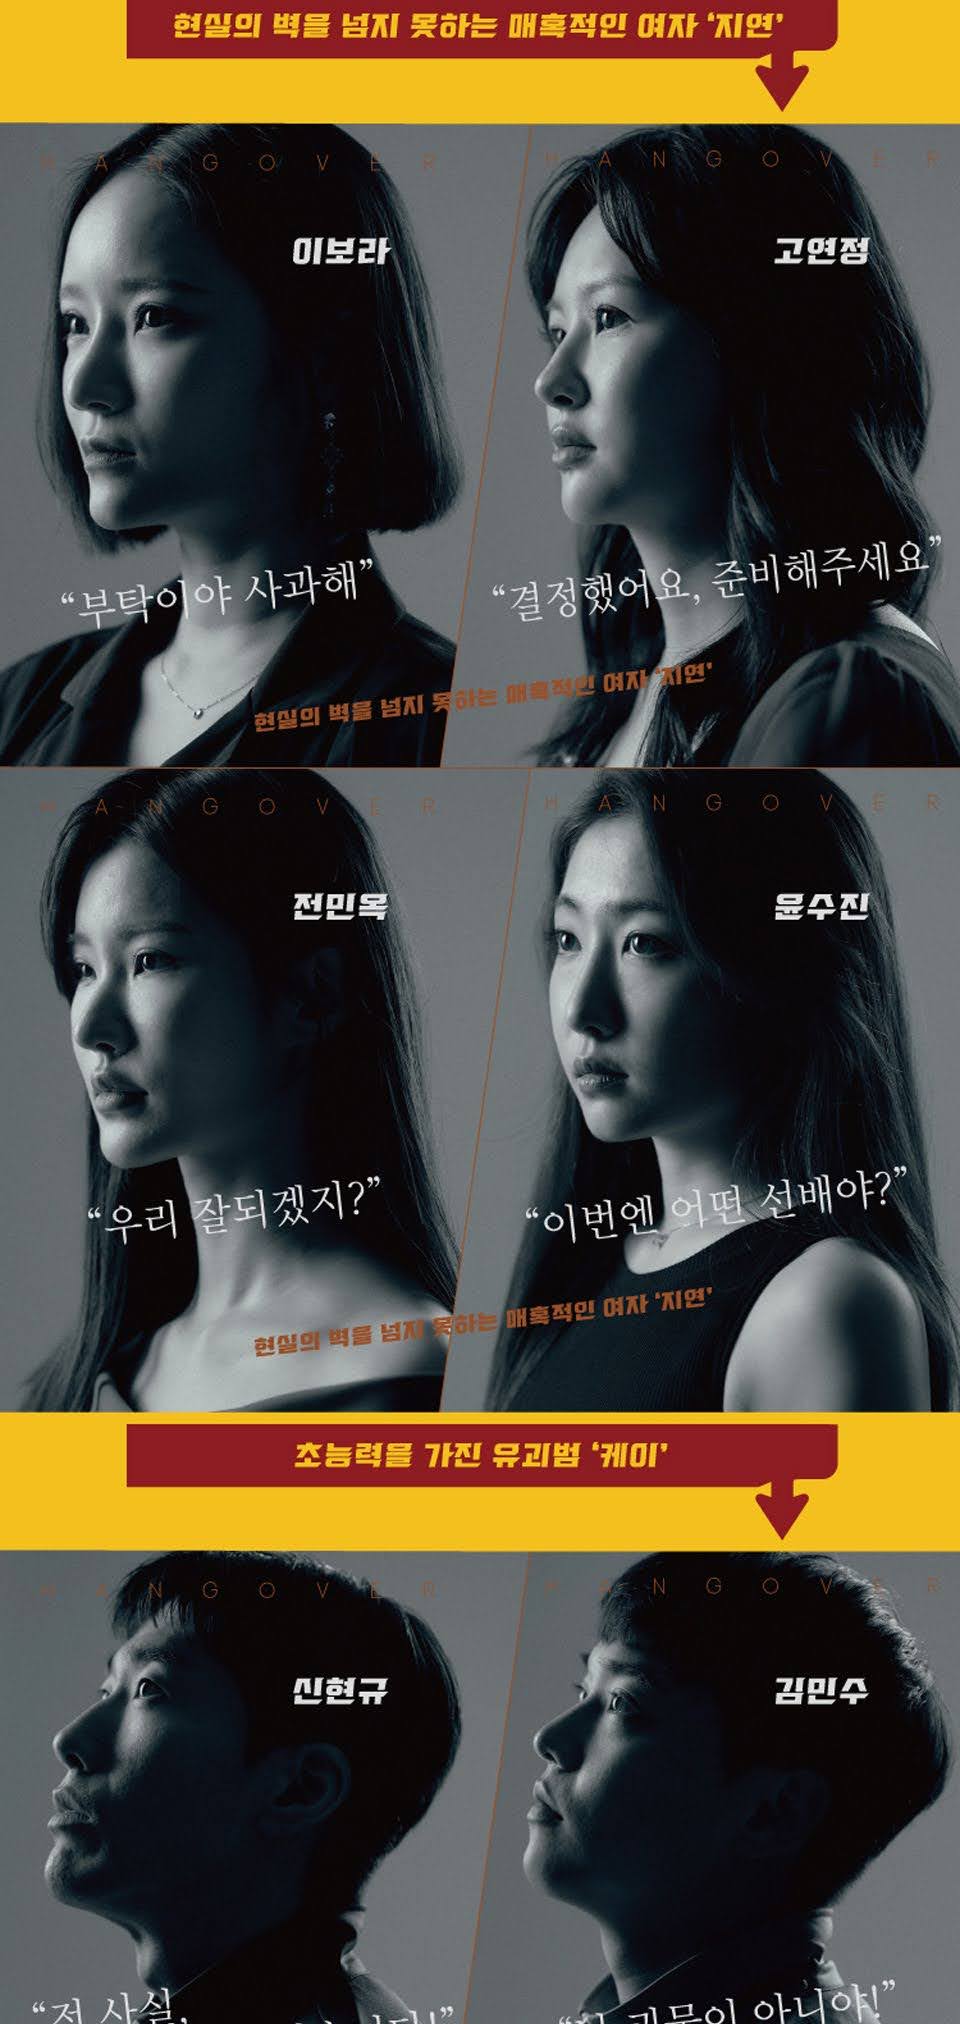 현실의 벽을 넘지 못하는 매혹적인 여자 ‘지연’
HANGOVER HANGOVER
이보라 고연정
“부탁이야 사과해” “결정했어요, 준비해주세요”
현실의 벽을 넘지 못하는 매혹적인 여자 ‘지연’
HANGOVER HANGOVER
전민옥 윤수진
“우리 잘되겠지?” “이번엔 어떤 선배야?”
현실의 벽을 넘지 못하는 매혹적인 여자 ‘지연’
초능력을 가진 유괴범 ‘케이’
HANGOVER HANGOVER
신현규 김민수
“전 사실, 괴물이 아니야!”